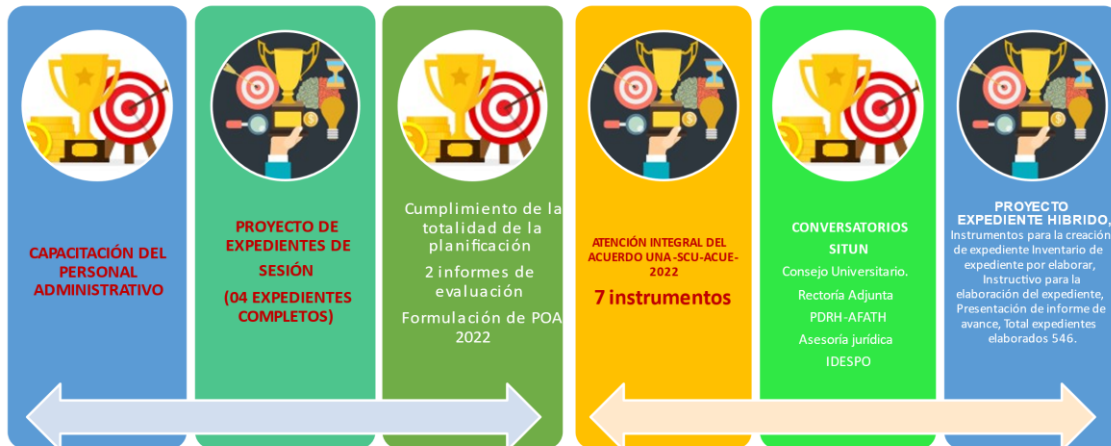 CAPACITACIÓN DEL
PERSONAL
ADMINISTRATIVO
PROYECTO DE
EXPEDIENTES DE
SESIÓN
(04 EXPEDIENTES
COMPLETOS)
Cumplimiento de la
totalidad de la
planificación
2 informes de
evaluación
Formulación de POA
2022
ATENCIÓN INTEGRAL DEL
ACUERDO UNA-SCU-ACUE-
2022
7 instrumentos
CONVERSATORIOS
SITUN
Consejo Universitario.
Rectoría Adjunta
PDRH-AFATH
Asesoría jurídica
IDESPO
PROYECTO
EXPEDIENTE HIBRIDO,
Instrumentos para la creación
de expediente Inventario de
expediente por elaborar,
Instructivo para la
elaboración del expediente,
Presentación de informe de
avance, Total expedientes
elaborados 546.